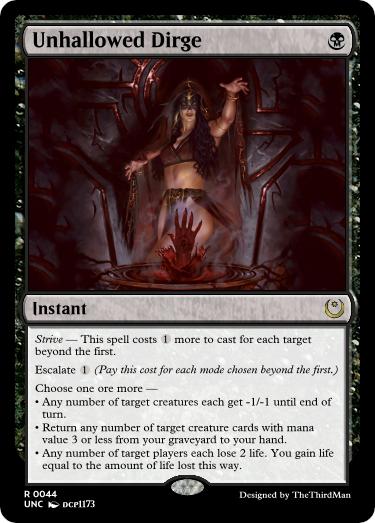 Unhallowed Dirge
Instant
Strive — This spell costs 1 more to cast for each target
beyond the first.
Escalate 1 (Pay this cost for each mode chosen beyond the first.)
Choose one ore more —
• Any number of target creatures each get -1/-1 until end of
turn.
• Return any number of target creature cards with mana
value 3 or less from your graveyard to your hand.
• Any number of target players each lose 2 life. You gain life
equal to the amount of life lost this way.
R 0044
UNC DCP1173
Designed by TheThirdMan